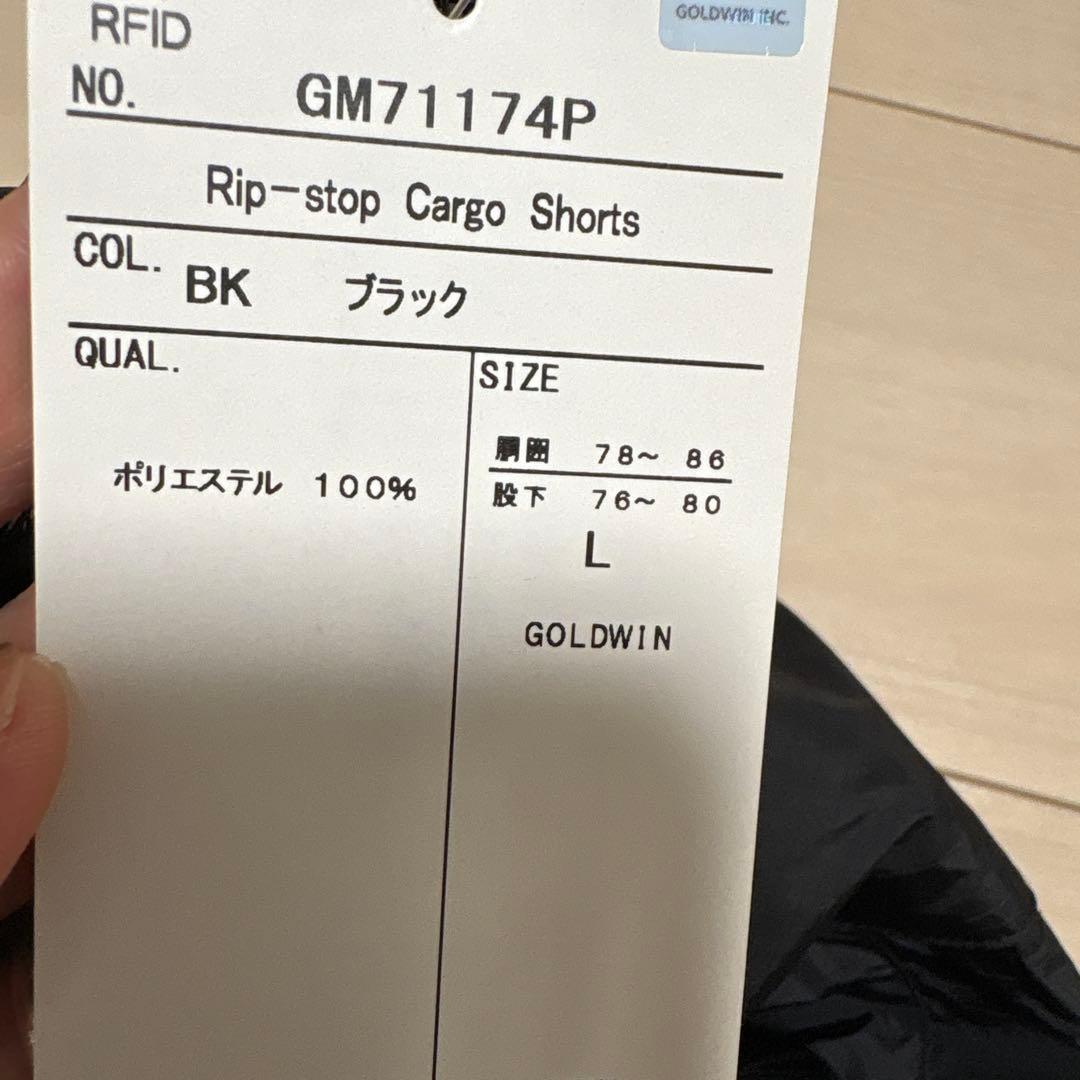 GOLDWIN INC.
RFID
NO. GM71174P
Rip-stop Cargo Shorts
COL. BK ブラック
QUAL.
SIZE
胴囲 78~ 86
ポリエステル 100%
股下 76~ 80
L
GOLDWIN